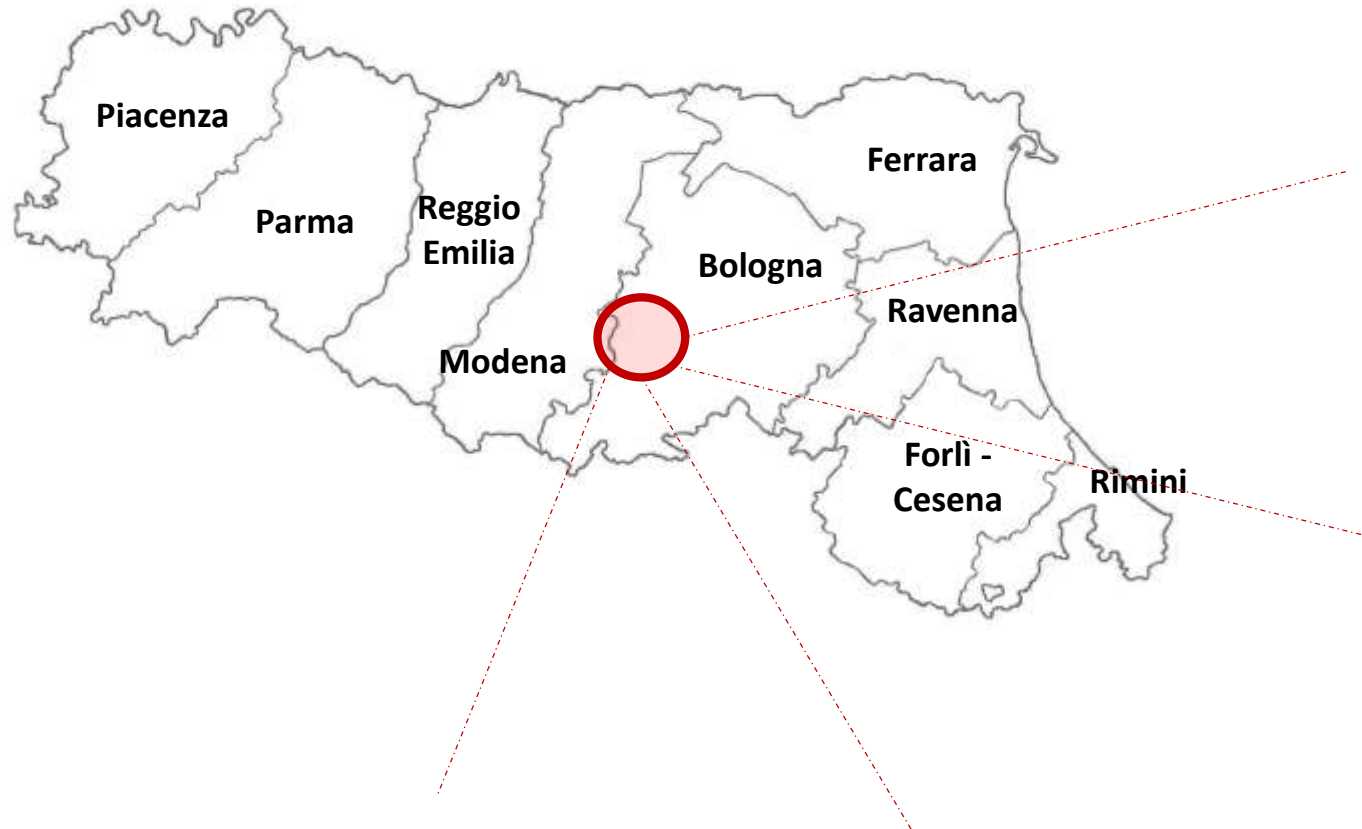 Piacenza
Ferrara
Parma
Reggio
Emilia
Bologna
Ravenna
Modena
Forlì -
Cesena
Rimini